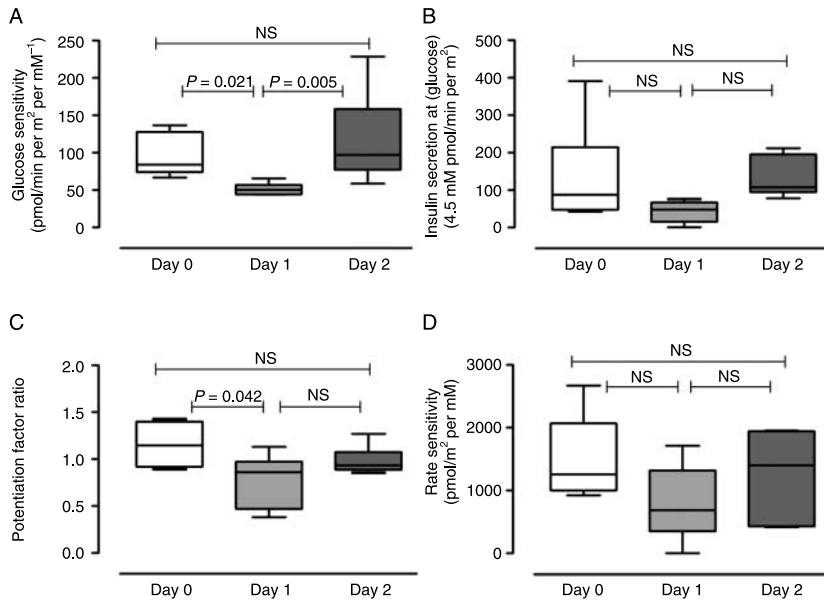 A
Glucose sensitivity
(pmol/min per m² per mM⁻¹)
250
200
150
100
50
0
NS
P = 0.021
P = 0.005
Day 0
Day 1
Day 2
B
Insulin secretion at (glucose)
(4.5 mM pmol/min per m²)
500
400
300
200
100
0
NS
NS
NS
Day 0
Day 1
Day 2
C
Potentiation factor ratio
2.0
1.5
1.0
0.5
0.0
NS
P = 0.042
NS
Day 0
Day 1
Day 2
D
Rate sensitivity
(pmol/m² per mM)
3000
2000
1000
0
NS
NS
NS
Day 0
Day 1
Day 2